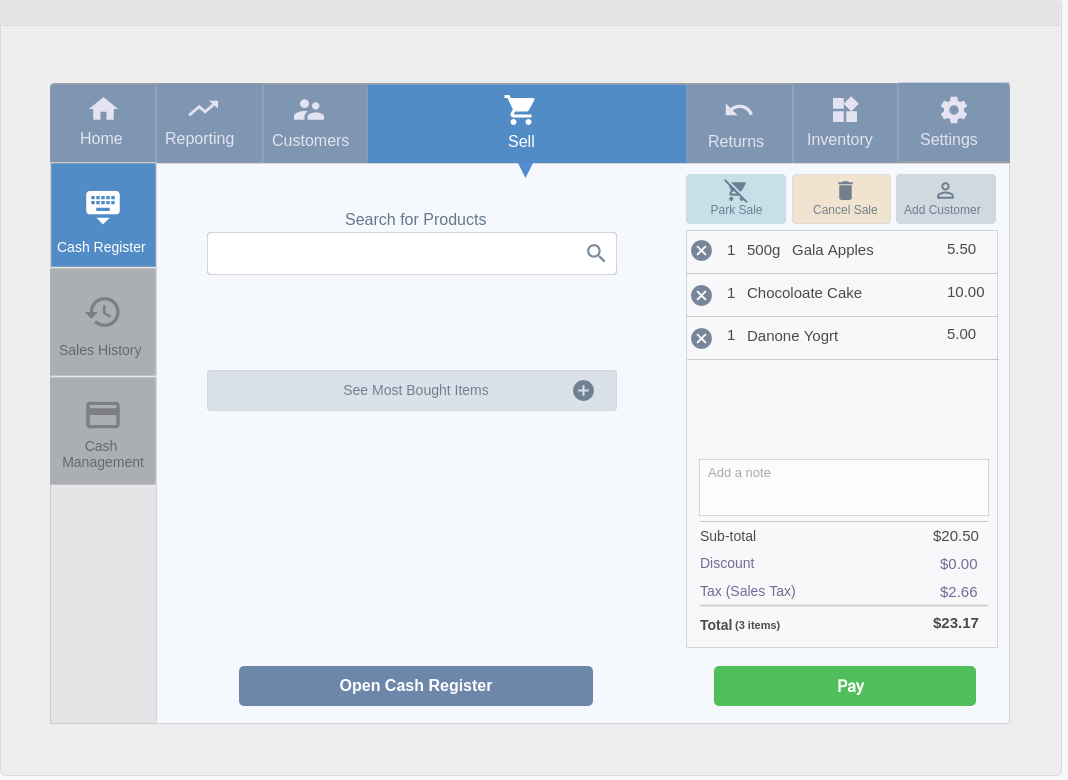 Home
Reporting
Customers
Sell
Returns
Inventory
Settings
Cash Register
Sales History
Cash
Management
Search for Products
See Most Bought Items
Open Cash Register
Park Sale
Cancel Sale
Add Customer
1 500g Gala Apples 5.50
1 Chocoloate Cake 10.00
1 Danone Yogrt 5.00
Add a note
Sub-total $20.50
Discount $0.00
Tax (Sales Tax) $2.66
Total (3 items) $23.17
Pay